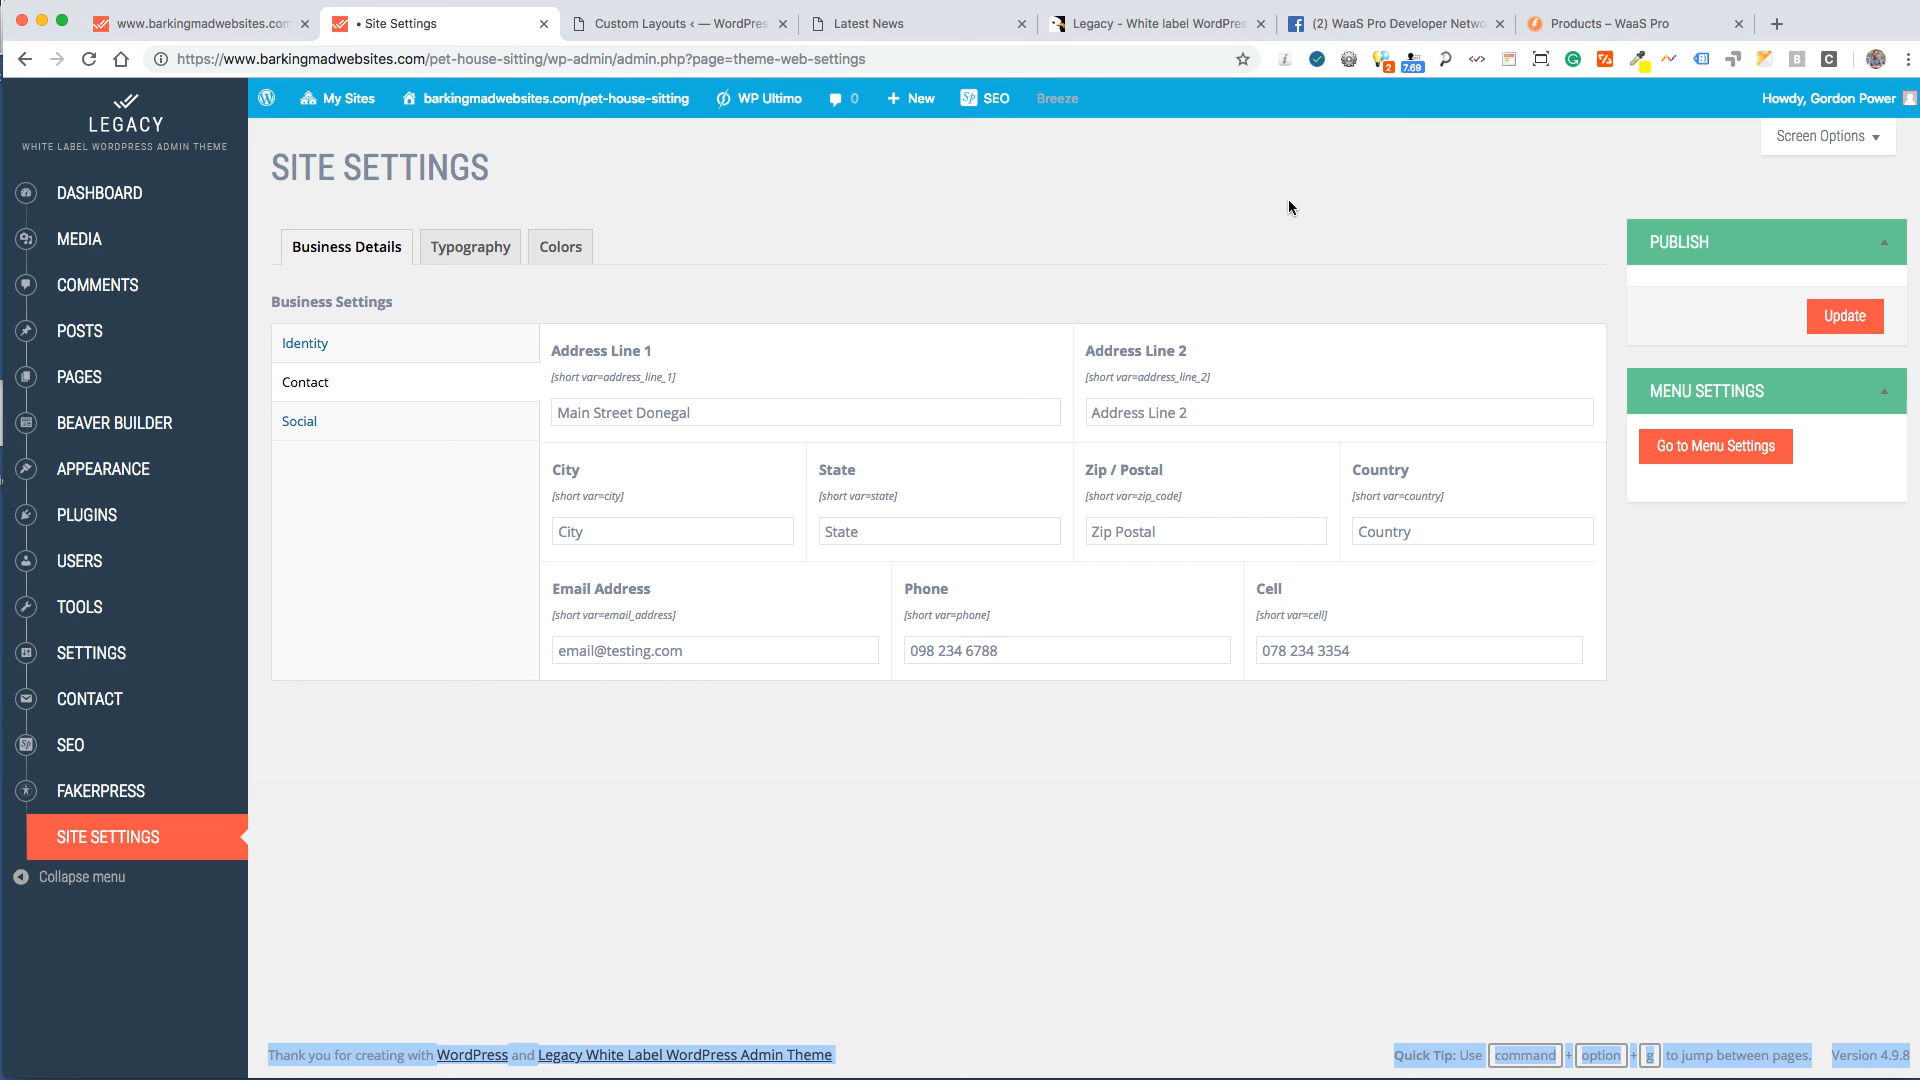 www.barkingmadwebsites.com
• Site Settings
Custom Layouts ‹ — WordPres
Latest News
Legacy - White label WordPres
(2) WaaS Pro Developer Netwo
Products – WaaS Pro
https://www.barkingmadwebsites.com/pet-house-sitting/wp-admin/admin.php?page=theme-web-settings
2
7.69
B
C
My Sites
barkingmadwebsites.com/pet-house-sitting
WP Ultimo
0
New
Sp SEO
Breeze
Howdy, Gordon Power
LEGACY
WHITE LABEL WORDPRESS ADMIN THEME
DASHBOARD
MEDIA
COMMENTS
POSTS
PAGES
BEAVER BUILDER
APPEARANCE
PLUGINS
USERS
TOOLS
SETTINGS
CONTACT
SEO
FAKERPRESS
SITE SETTINGS
Collapse menu
Screen Options
SITE SETTINGS
Business Details
Typography
Colors
Business Settings
Identity
Contact
Social
Address Line 1
[short var=address_line_1]
Main Street Donegal
Address Line 2
[short var=address_line_2]
Address Line 2
City
[short var=city]
City
State
[short var=state]
State
Zip / Postal
[short var=zip_code]
Zip Postal
Country
[short var=country]
Country
Email Address
[short var=email_address]
email@testing.com
Phone
[short var=phone]
098 234 6788
Cell
[short var=cell]
078 234 3354
PUBLISH
Update
MENU SETTINGS
Go to Menu Settings
Thank you for creating with WordPress and Legacy White Label WordPress Admin Theme
Quick Tip: Use command + option + g to jump between pages.
Version 4.9.8